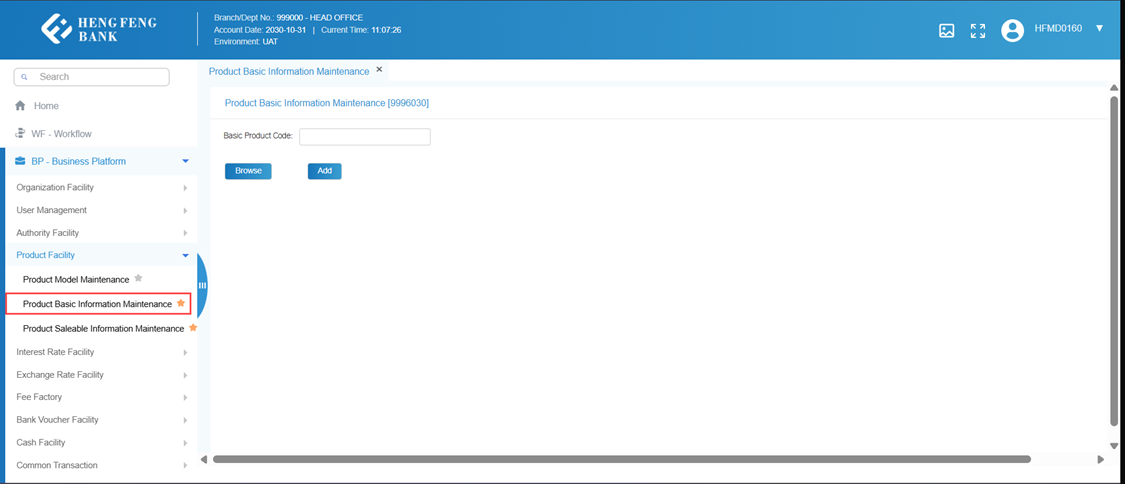 HENG FENG
BANK
Branch/Dept No.: 999000 - HEAD OFFICE
Account Date: 2030-10-31 | Current Time: 11:07:26
Environment: UAT
HFMD0160
Search
Home
WF - Workflow
BP - Business Platform
Organization Facility
User Management
Authority Facility
Product Facility
Product Model Maintenance
Product Basic Information Maintenance
Product Saleable Information Maintenance
Interest Rate Facility
Exchange Rate Facility
Fee Factory
Bank Voucher Facility
Cash Facility
Common Transaction
Product Basic Information Maintenance
Product Basic Information Maintenance [9996030]
Basic Product Code:
Browse Add